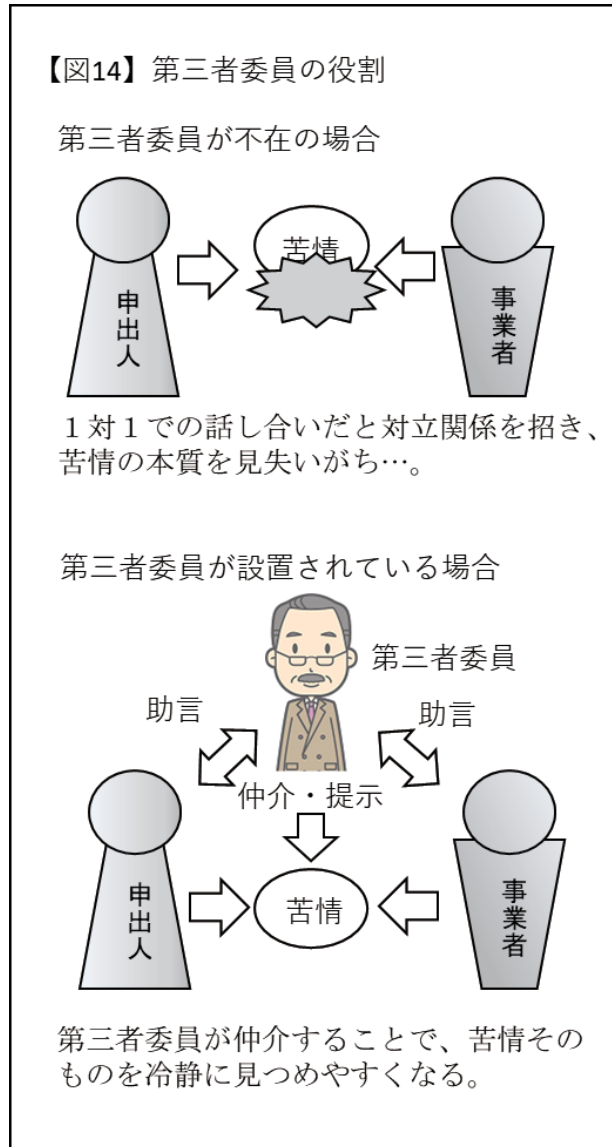 【図14】第三者委員の役割
第三者委員が不在の場合
苦情
申出人
事業者
１対１での話し合いだと対立関係を招き、
苦情の本質を見失いがち…。
第三者委員が設置されている場合
第三者委員
助言
助言
仲介・提示
申出人
苦情
事業者
第三者委員が仲介することで、苦情その
ものを冷静に見つめやすくなる。